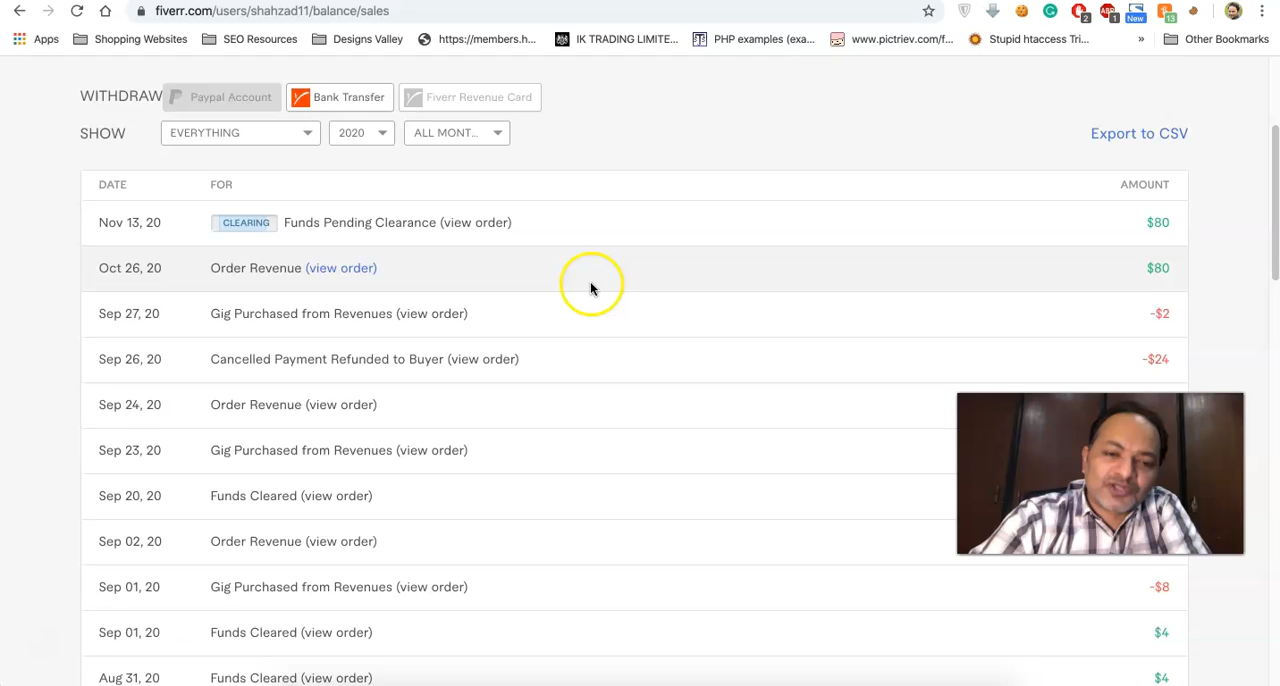 fiverr.com/users/shahzad11/balance/sales
2 1 New 13
Apps Shopping Websites SEO Resources Designs Valley https://members.h... IK TRADING LIMITE... PHP examples (exa... www.pictriev.com/f... Stupid htaccess Tri... » Other Bookmarks
WITHDRAW Paypal Account Bank Transfer Fiverr Revenue Card
SHOW EVERYTHING 2020 ALL MONT... Export to CSV
DATE FOR AMOUNT
Nov 13, 20 CLEARING Funds Pending Clearance (view order) $80
Oct 26, 20 Order Revenue (view order) $80
Sep 27, 20 Gig Purchased from Revenues (view order) -$2
Sep 26, 20 Cancelled Payment Refunded to Buyer (view order) -$24
Sep 24, 20 Order Revenue (view order)
Sep 23, 20 Gig Purchased from Revenues (view order)
Sep 20, 20 Funds Cleared (view order)
Sep 02, 20 Order Revenue (view order)
Sep 01, 20 Gig Purchased from Revenues (view order) -$8
Sep 01, 20 Funds Cleared (view order) $4
Aug 31, 20 Funds Cleared (view order) $4